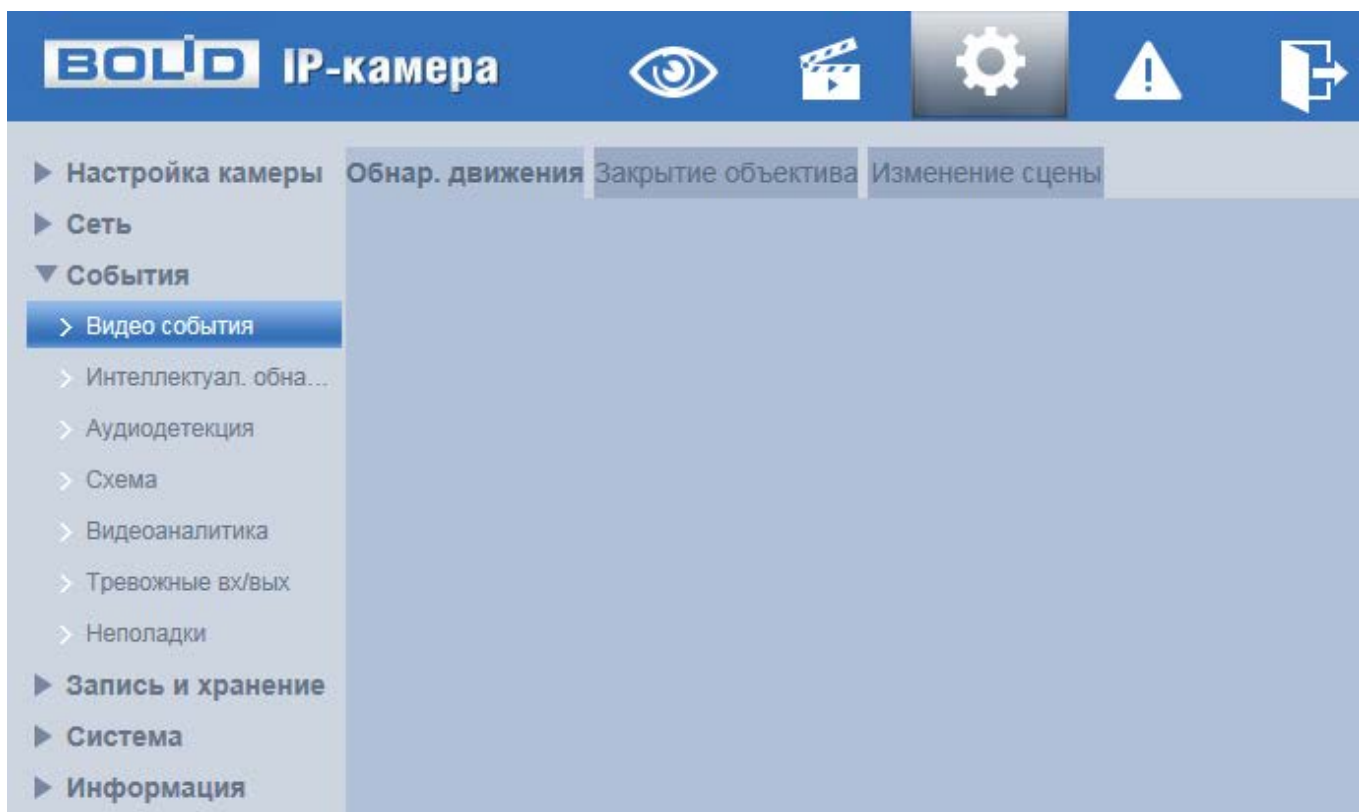 BOLID IP-камера
Настройка камеры
Обнар. движения Закрытие объектива Изменение сцены
Сеть
События
Видео события
Интеллектуал. обна...
Аудиодетекция
Схема
Видеоаналитика
Тревожные вх/вых
Неполадки
Запись и хранение
Система
Информация